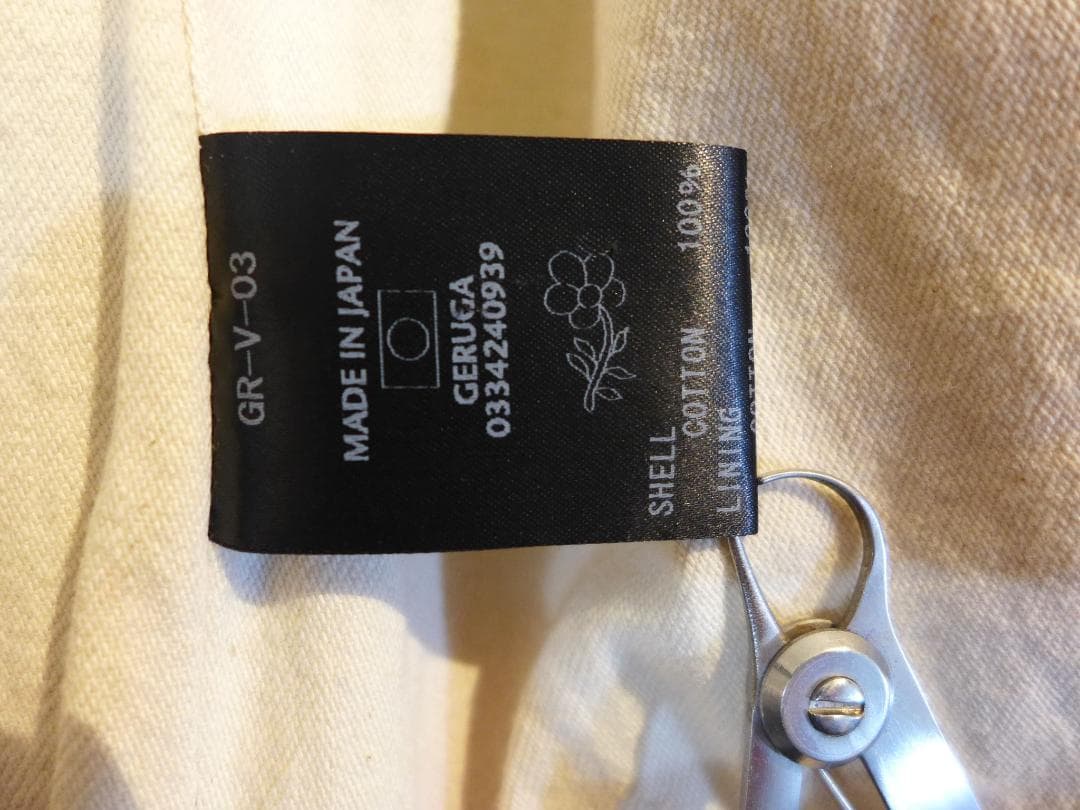 GR-V-03
MADE IN JAPAN
GERUGA
0334240939
SHELL
COTTON 100%
LINING